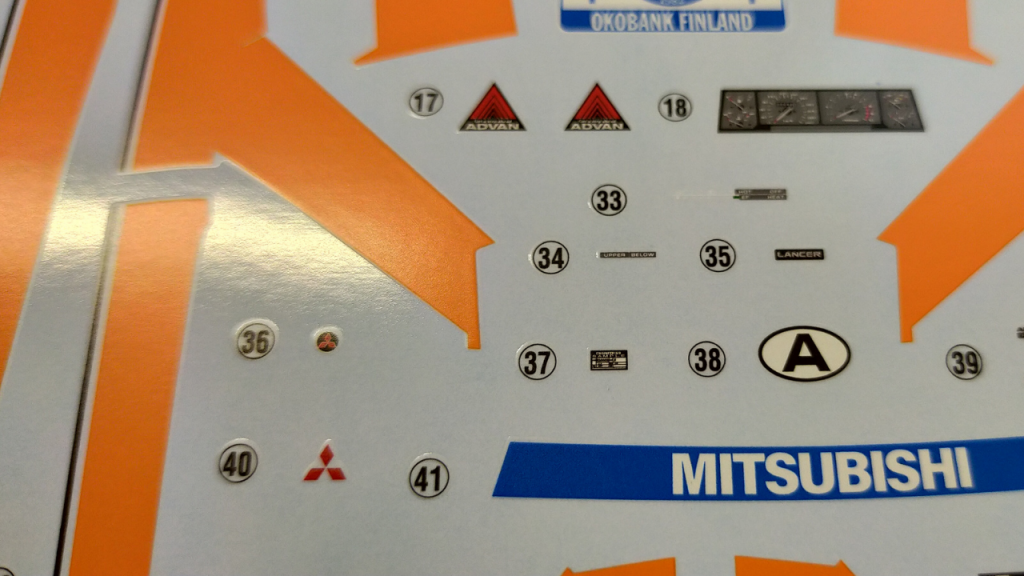 OKOBANK FINLAND
17
ADVAN
ADVAN
18
33
34
UPPER BELOW
35
LANCER
36
37
38
A
39
40
41
MITSUBISHI